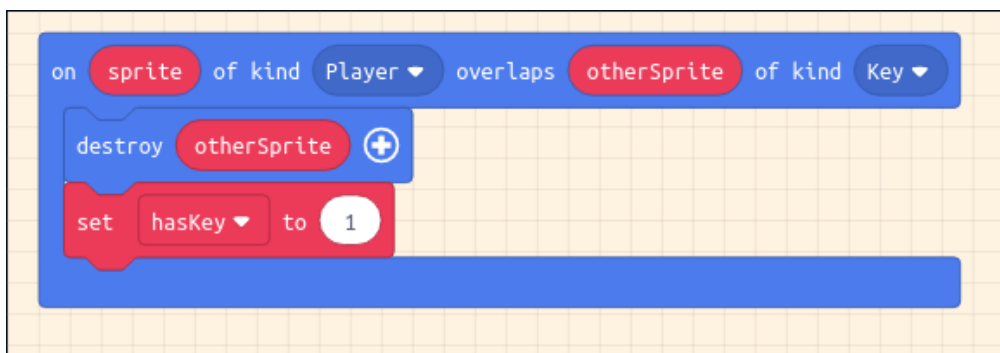 on sprite of kind Player overlaps otherSprite of kind Key
destroy otherSprite
set hasKey to 1